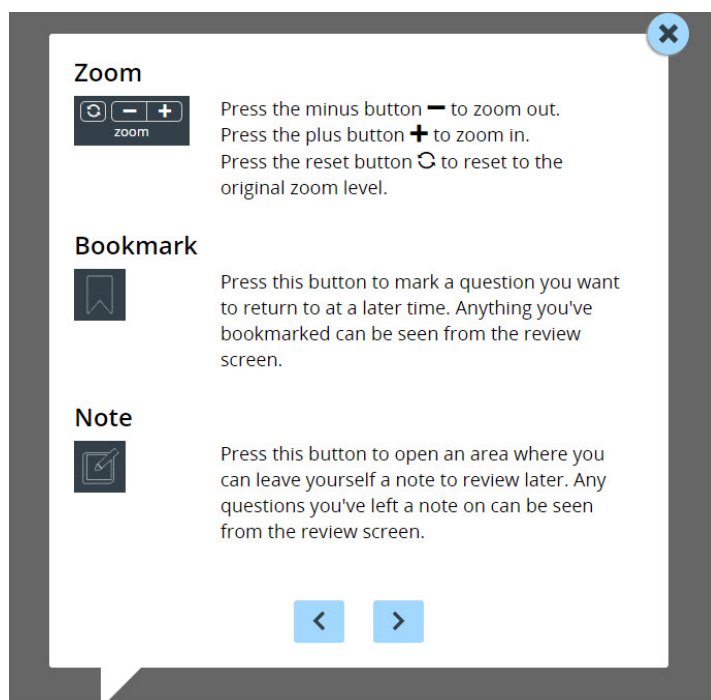 Zoom
zoom
Press the minus button − to zoom out.
Press the plus button + to zoom in.
Press the reset button to reset to the
original zoom level.
Bookmark
Press this button to mark a question you want
to return to at a later time. Anything you've
bookmarked can be seen from the review
screen.
Note
Press this button to open an area where you
can leave yourself a note to review later. Any
questions you've left a note on can be seen
from the review screen.